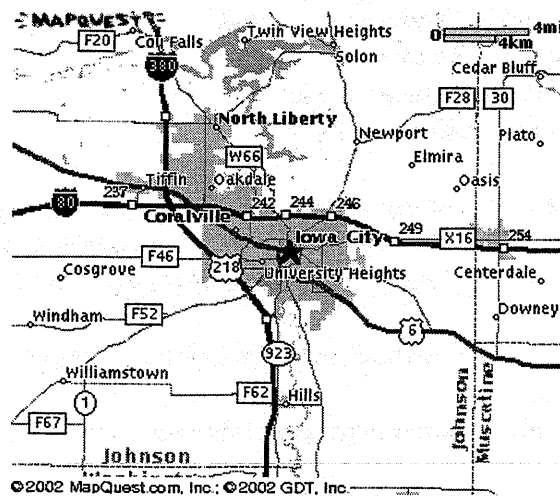 MAPQUEST
F20
Coll Falls
Twin View Heights
0 4mi
4km
Solon
380
Cedar Bluff
F28
30
North Liberty
Newport
Plato
W66
Elmira
Tiffin
Oakdale
Oasis
237
80
242
244
246
Coralville
Iowa City
249
X16
254
F46
218
University Heights
Cosgrove
Centerdale
F52
Downey
Windham
6
923
Williamstown
1
F62
Hills
F67
Johnson
Muscatine
Johnson
©2002 MapQuest.com, Inc.; ©2002 GDT, Inc.